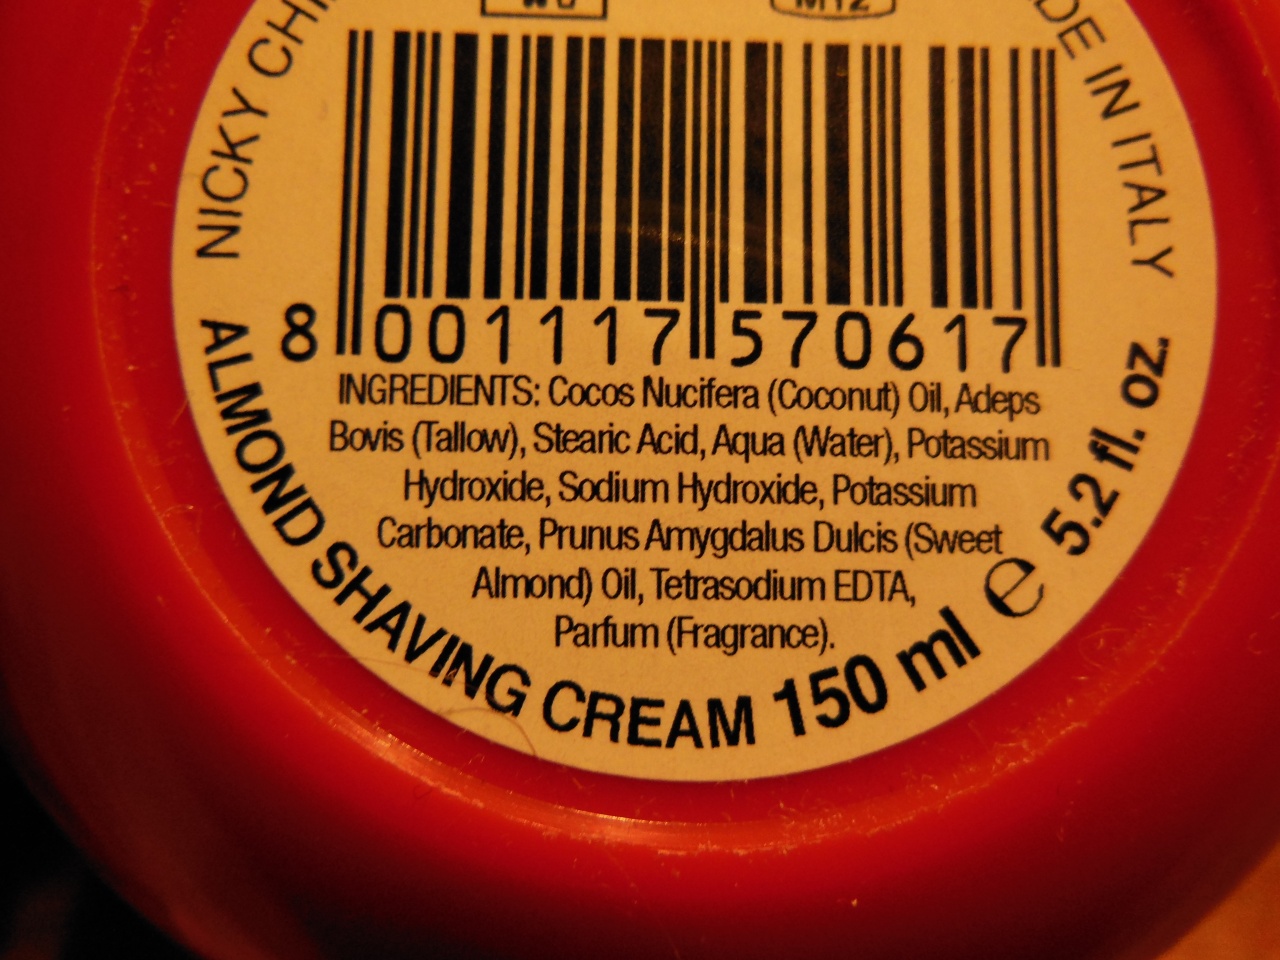 NICKY
MADE IN ITALY
8 001117 570617
INGREDIENTS: Cocos Nucifera (Coconut) Oil, Adeps
Bovis (Tallow), Stearic Acid, Aqua (Water), Potassium
Hydroxide, Sodium Hydroxide, Potassium
Carbonate, Prunus Amygdalus Dulcis (Sweet
Almond) Oil, Tetrasodium EDTA,
Parfum (Fragrance).
ALMOND SHAVING CREAM 150 ml e 5.2 fl. oz.